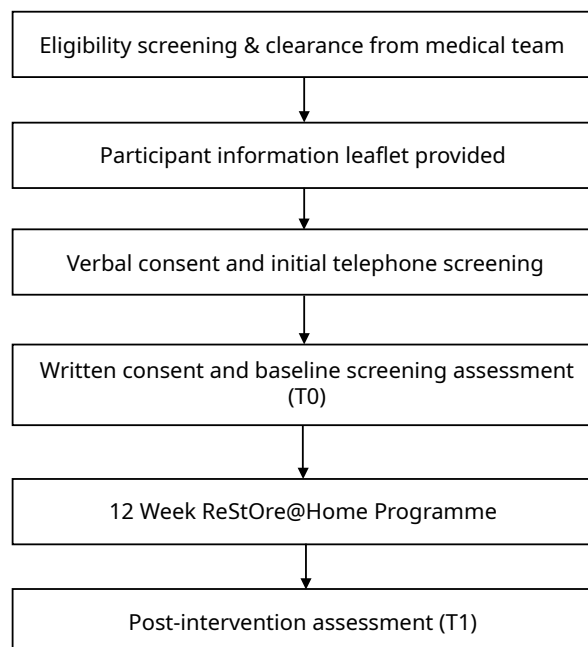 Eligibility screening & clearance from medical team
Participant information leaflet provided
Verbal consent and initial telephone screening
Written consent and baseline screening assessment
(T0)
12 Week ReStOre@Home Programme
Post-intervention assessment (T1)